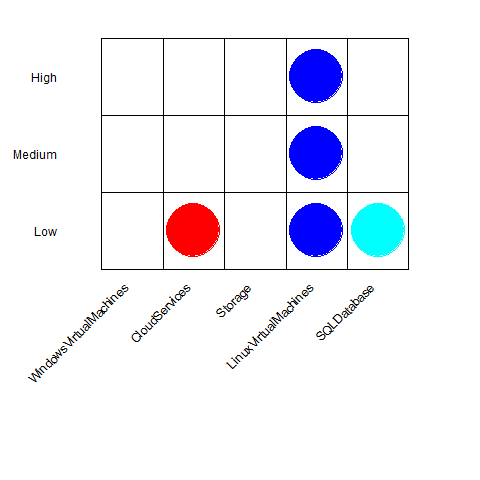 High
Medium
Low
WindowsVirtualMachines
CloudServices
Storage
LinuxVirtualMachines
SQLDatabase